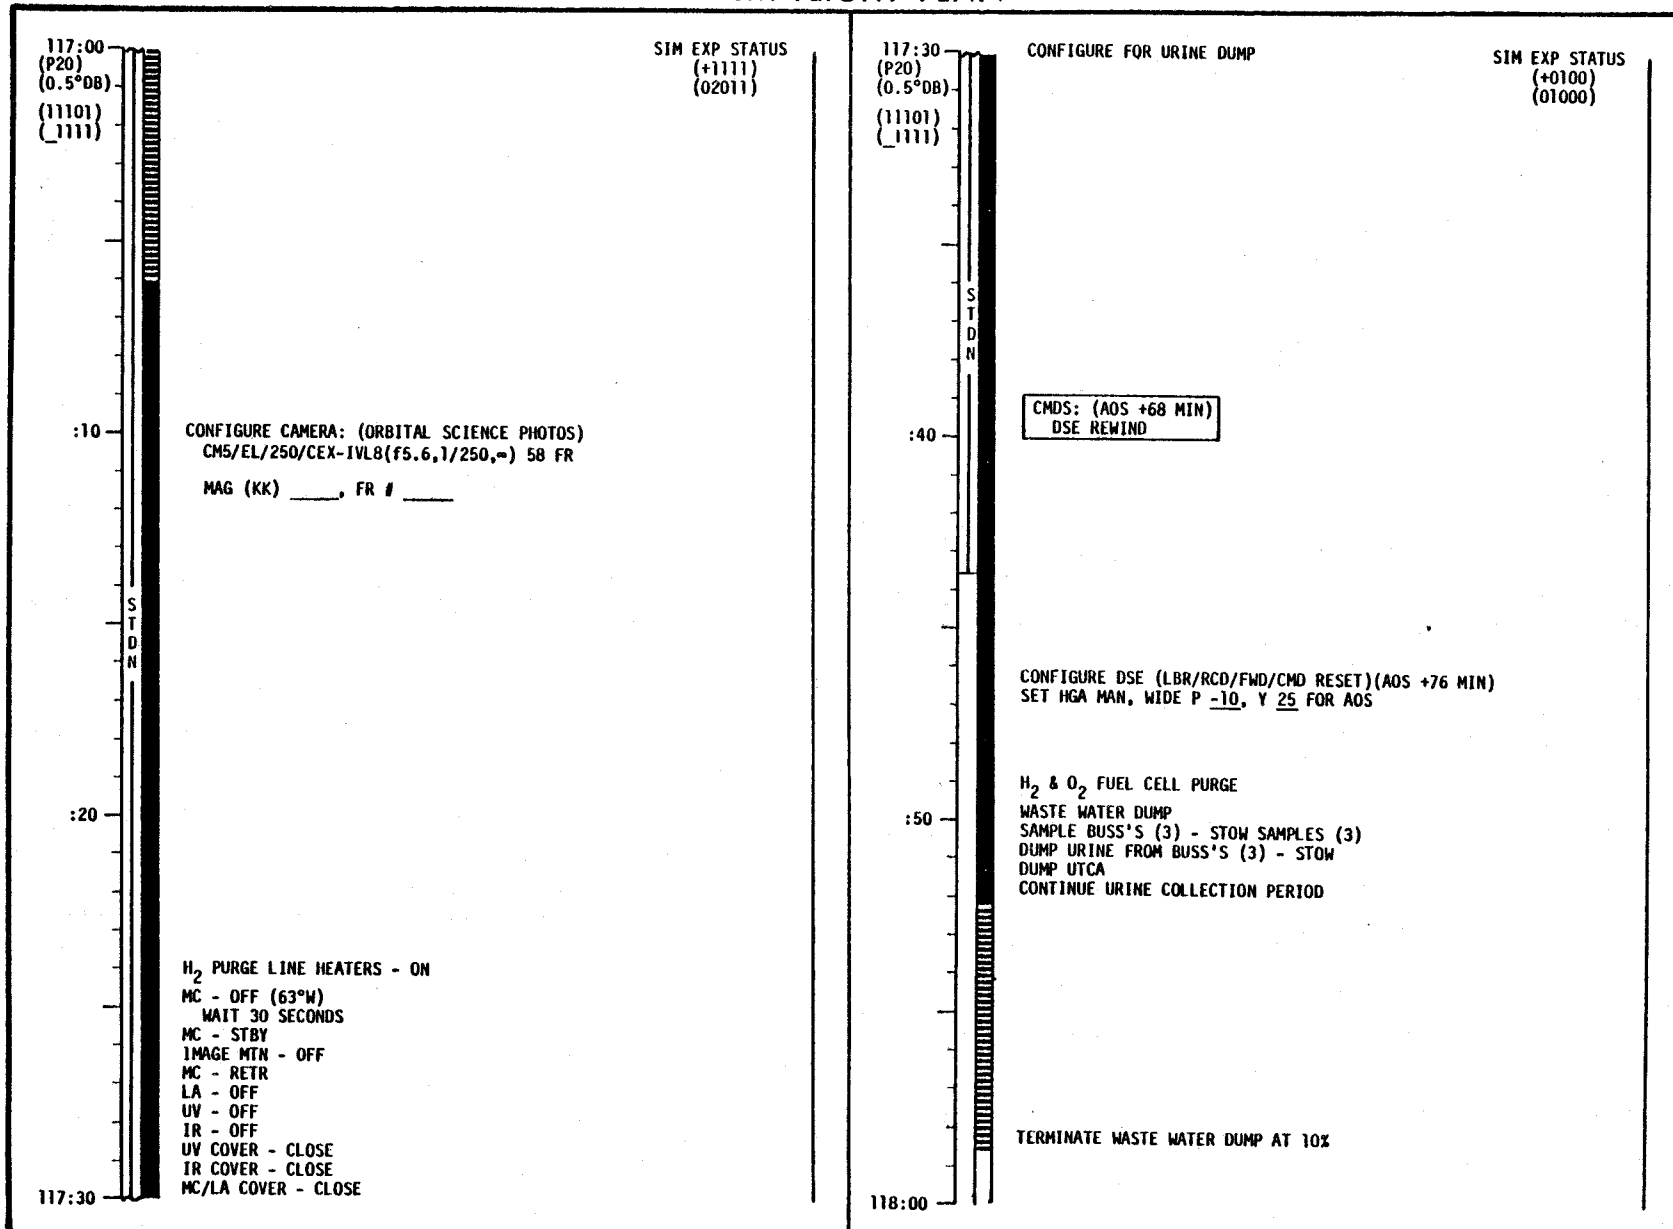 117:00
(P20)
(0.5°DB)
(11101)
(_1111)
SIM EXP STATUS
(+1111)
(02011)
:10
CONFIGURE CAMERA: (ORBITAL SCIENCE PHOTOS)
CM5/EL/250/CEX-IVL8(f5.6,1/250,∞) 58 FR
MAG (KK) _____, FR # _____
STDN
:20
H2 PURGE LINE HEATERS - ON
MC - OFF (63°W)
WAIT 30 SECONDS
MC - STBY
IMAGE MTN - OFF
MC - RETR
LA - OFF
UV - OFF
IR - OFF
UV COVER - CLOSE
IR COVER - CLOSE
MC/LA COVER - CLOSE
117:30
117:30
(P20)
(0.5°DB)
(11101)
(_1111)
CONFIGURE FOR URINE DUMP
SIM EXP STATUS
(+0100)
(01000)
STDN
CMDS: (AOS +68 MIN)
DSE REWIND
:40
CONFIGURE DSE (LBR/RCD/FWD/CMD RESET)(AOS +76 MIN)
SET HGA MAN, WIDE P -10, Y 25 FOR AOS
H2 & O2 FUEL CELL PURGE
:50
WASTE WATER DUMP
SAMPLE BUSS'S (3) - STOW SAMPLES (3)
DUMP URINE FROM BUSS'S (3) - STOW
DUMP UTCA
CONTINUE URINE COLLECTION PERIOD
TERMINATE WASTE WATER DUMP AT 10%
118:00